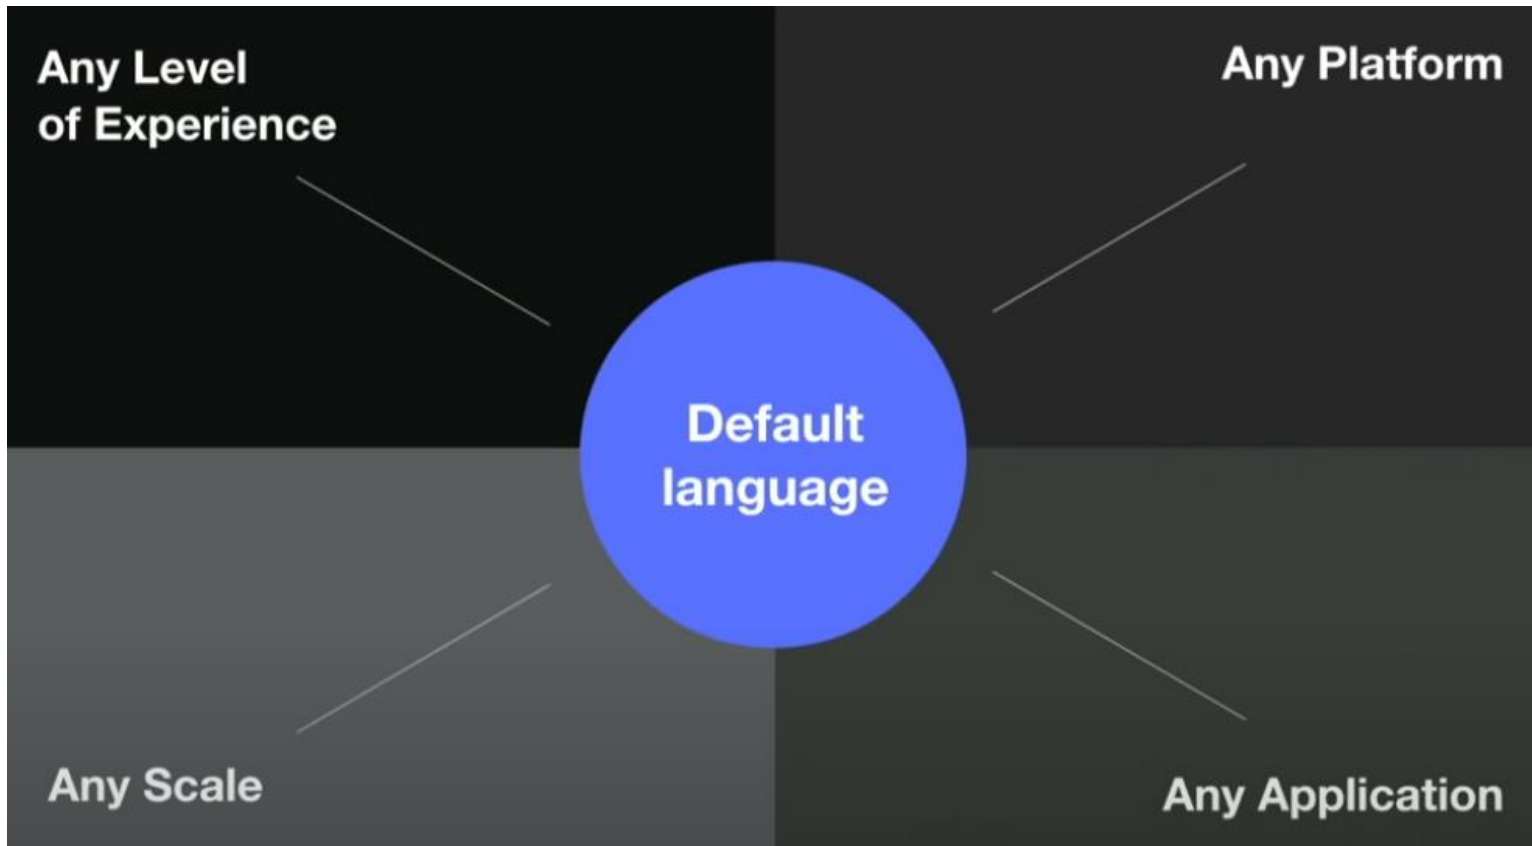 Any Level
of Experience
Any Platform
Default
language
Any Scale
Any Application